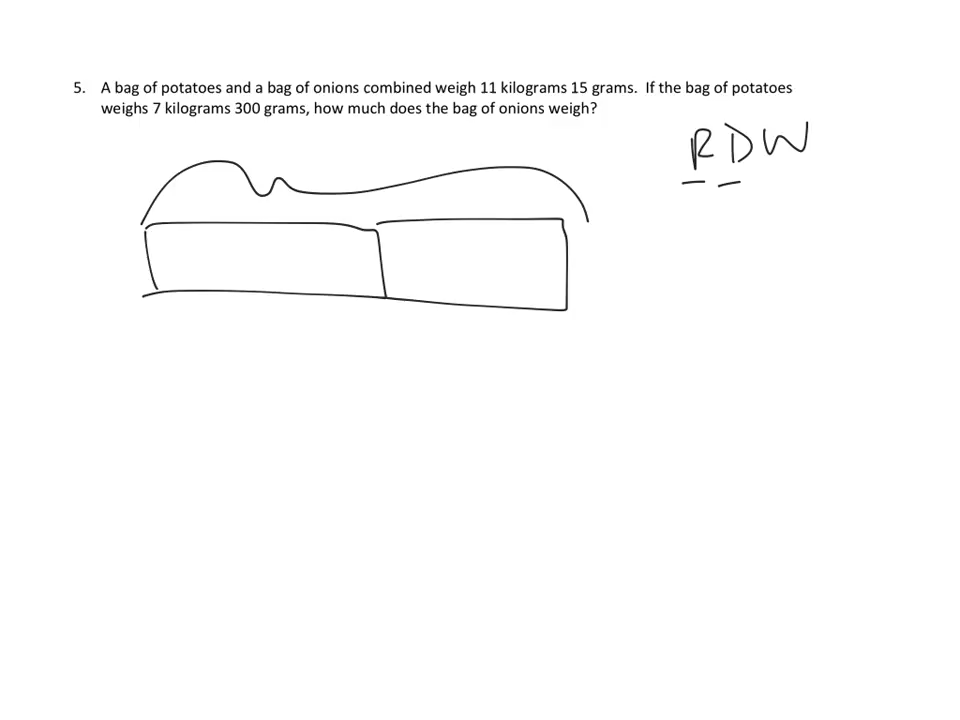 5. A bag of potatoes and a bag of onions combined weigh 11 kilograms 15 grams. If the bag of potatoes
weighs 7 kilograms 300 grams, how much does the bag of onions weigh?
RDW